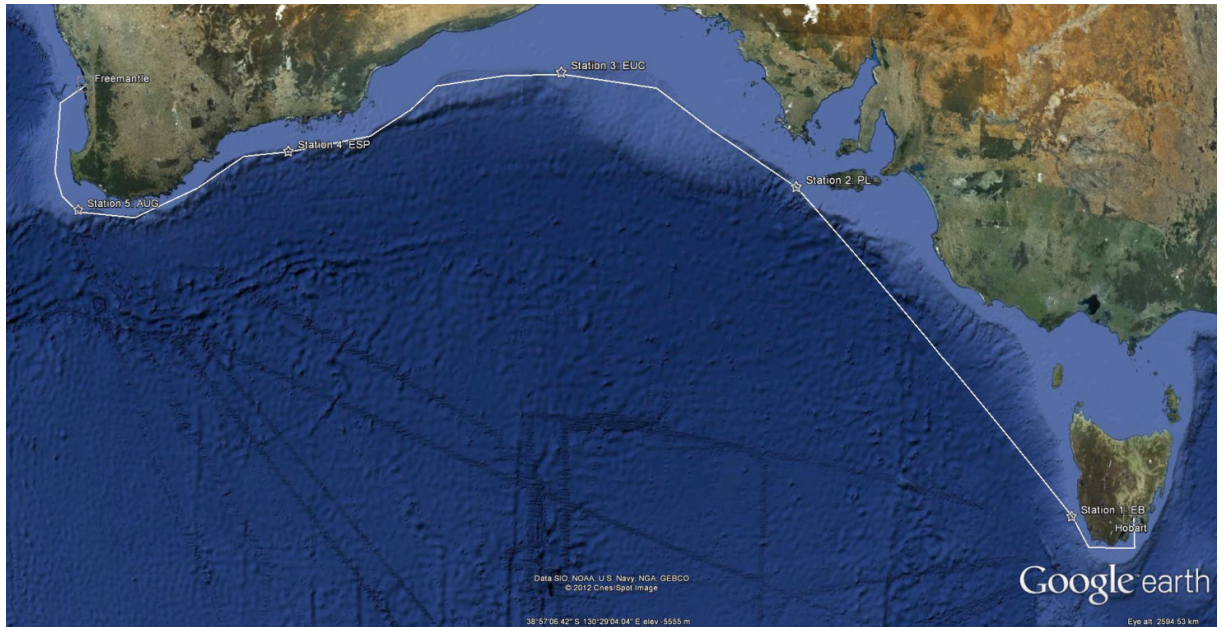 Freemantle
Station 3: EUC
Station 4: ESP
Station 2: PL
Station 5: AUG
Station 1: EB
Hobart
Google earth
Data SIO, NOAA, U.S. Navy, NGA, GEBCO
© 2012 Cnes/Spot Image
38°57'06.42" S 130°29'04.04" E elev -5555 m
Eye alt 2594.53 km